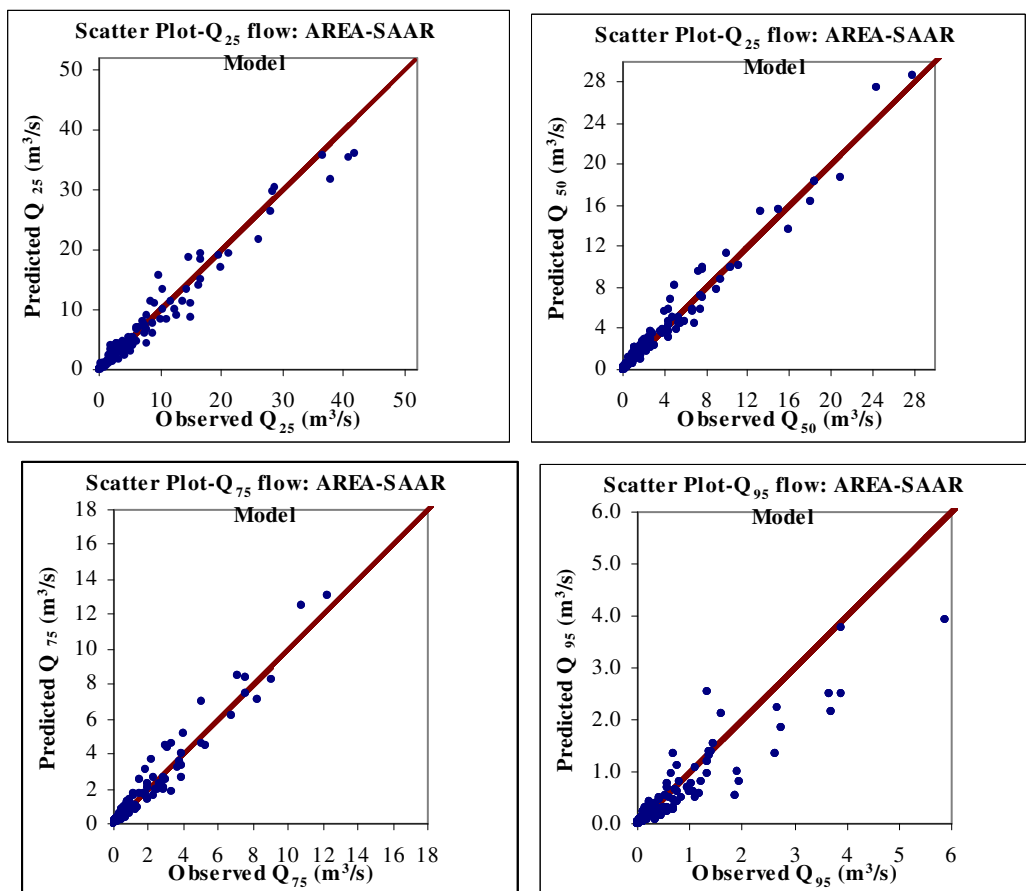 Scatter Plot-Q25 flow: AREA-SAAR
Model
Predicted Q 25 (m³/s)
50
40
30
20
10
0
0 10 20 30 40 50
Observed Q25 (m³/s)
Scatter Plot-Q25 flow: AREA-SAAR
Model
Predicted Q 50 (m³/s)
28
24
20
16
12
8
4
0
0 4 8 12 16 20 24 28
Observed Q50 (m³/s)
Scatter Plot-Q75 flow: AREA-SAAR
Model
Predicted Q 75 (m³/s)
18
16
14
12
10
8
6
4
2
0
0 2 4 6 8 10 12 14 16 18
Observed Q75 (m³/s)
Scatter Plot-Q95 flow: AREA-SAAR
Model
Predicted Q 95 (m³/s)
6.0
5.0
4.0
3.0
2.0
1.0
0.0
0 1 2 3 4 5 6
Observed Q95 (m³/s)